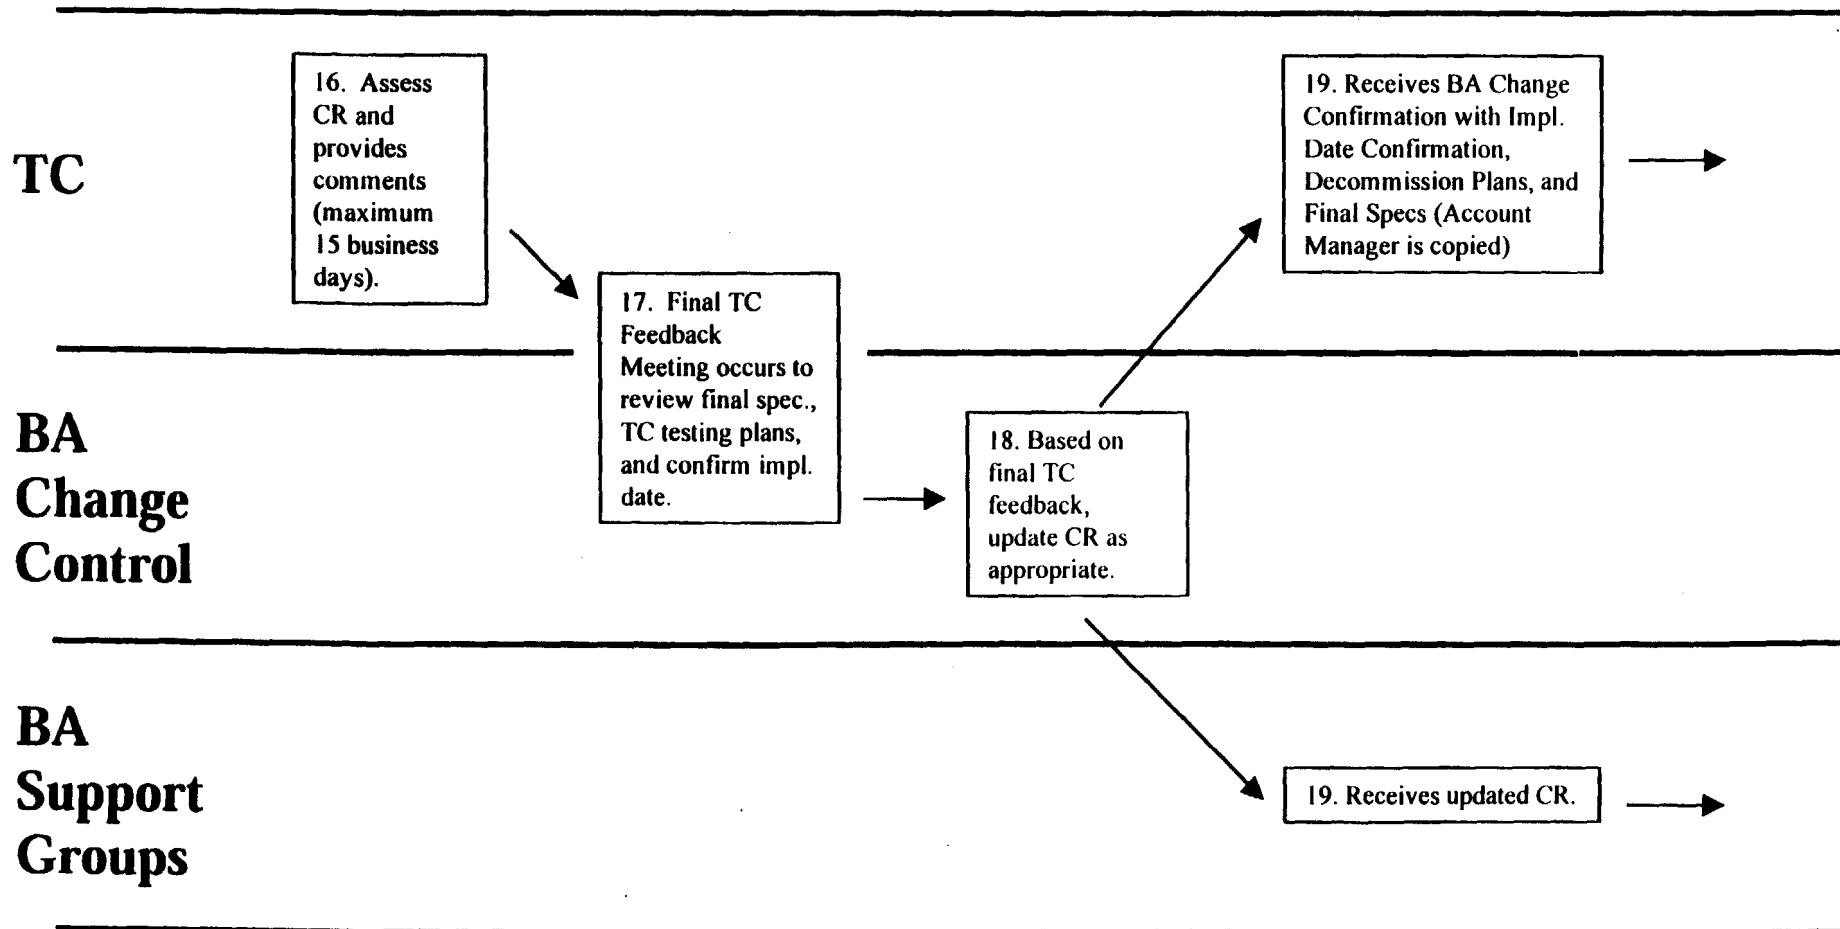 TC
16. Assess
CR and
provides
comments
(maximum
15 business
days).
17. Final TC
Feedback
Meeting occurs to
review final spec.,
TC testing plans,
and confirm impl.
date.
19. Receives BA Change
Confirmation with Impl.
Date Confirmation,
Decommission Plans, and
Final Specs (Account
Manager is copied)
BA
Change
Control
18. Based on
final TC
feedback,
update CR as
appropriate.
BA
Support
Groups
19. Receives updated CR.